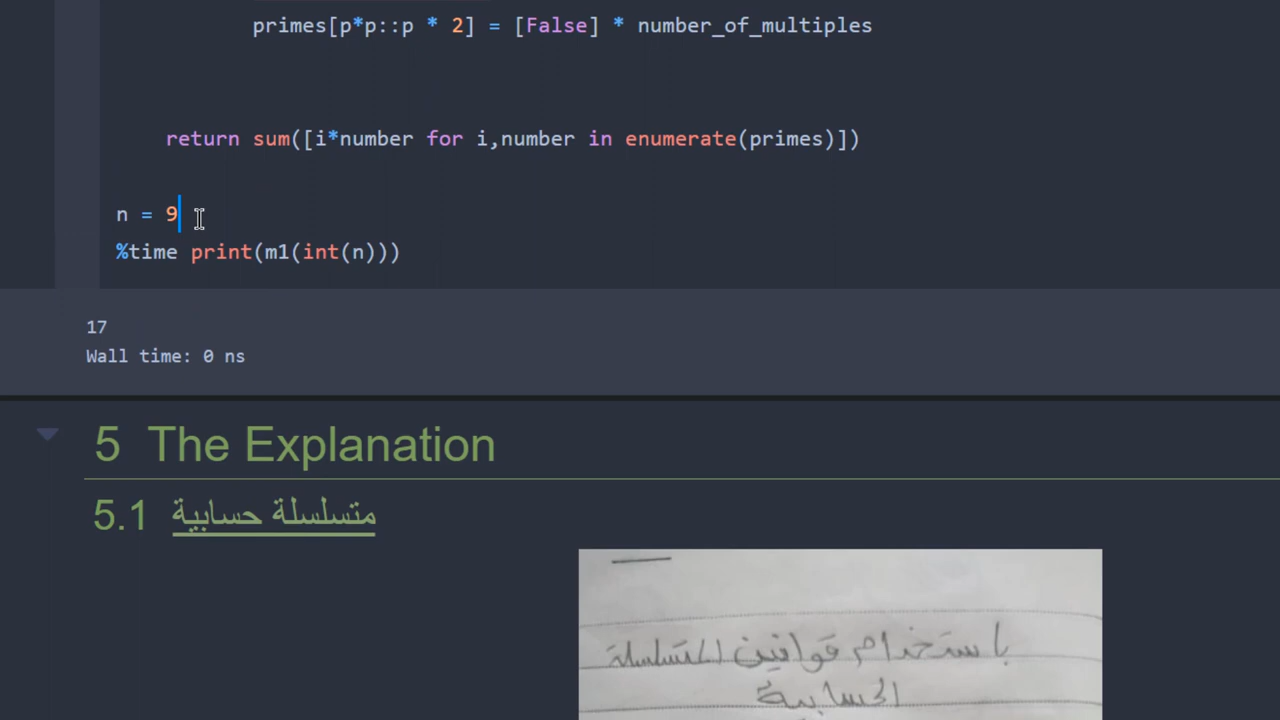 primes[p*p::p * 2] = [False] * number_of_multiples
return sum([i*number for i,number in enumerate(primes)])
n = 9
%time print(m1(int(n)))
17
Wall time: 0 ns
5 The Explanation
5.1 متسلسلة حسابية
باستخدام قوانين المتسلسلة
الحسابية